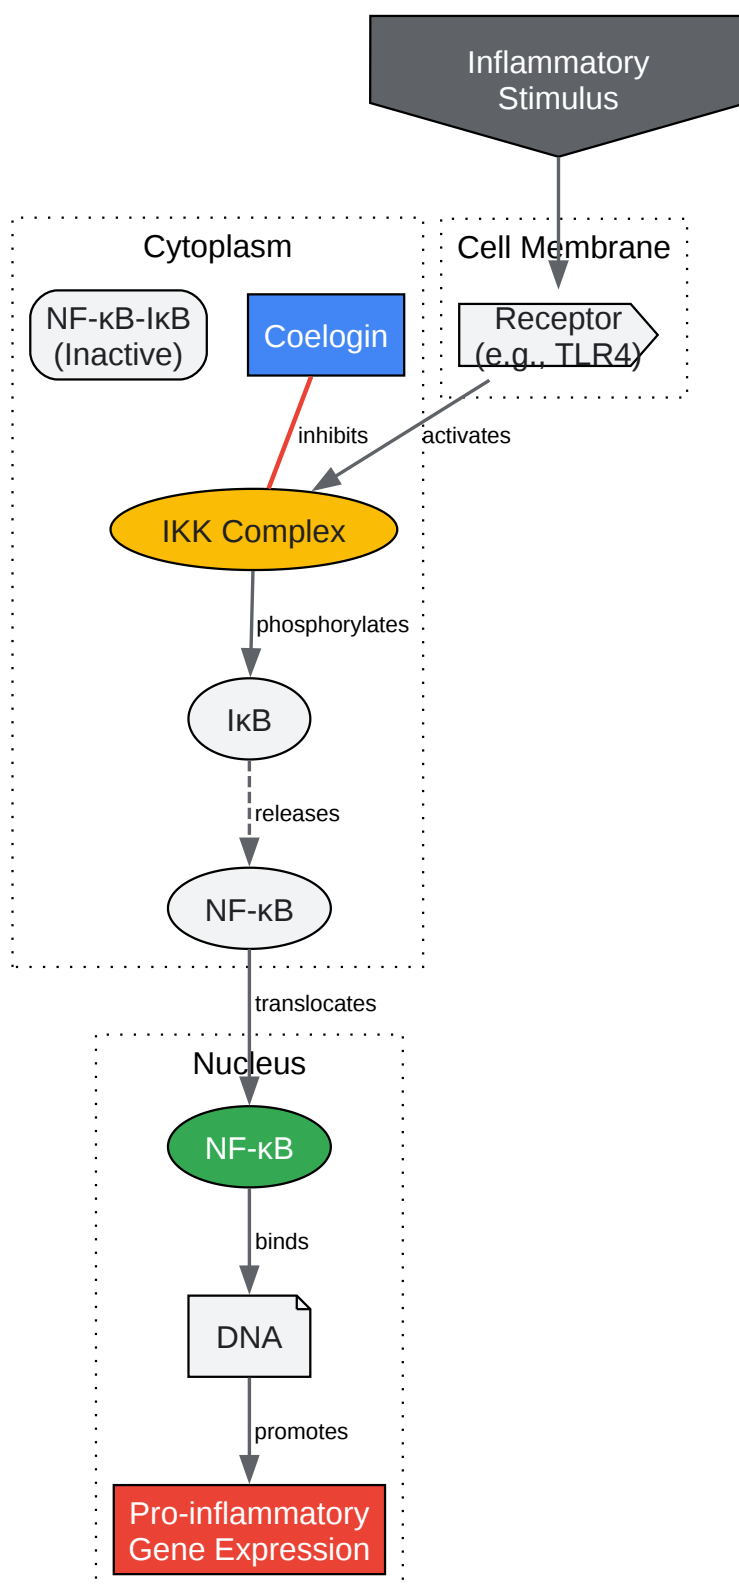 Inflammatory
Stimulus
Cytoplasm
Cell Membrane
NF-κB-IκB
(Inactive)
Coelogin
Receptor
(e.g., TLR4)
inhibits
activates
IKK Complex
phosphorylates
IκB
releases
NF-κB
translocates
Nucleus
NF-κB
binds
DNA
promotes
Pro-inflammatory
Gene Expression